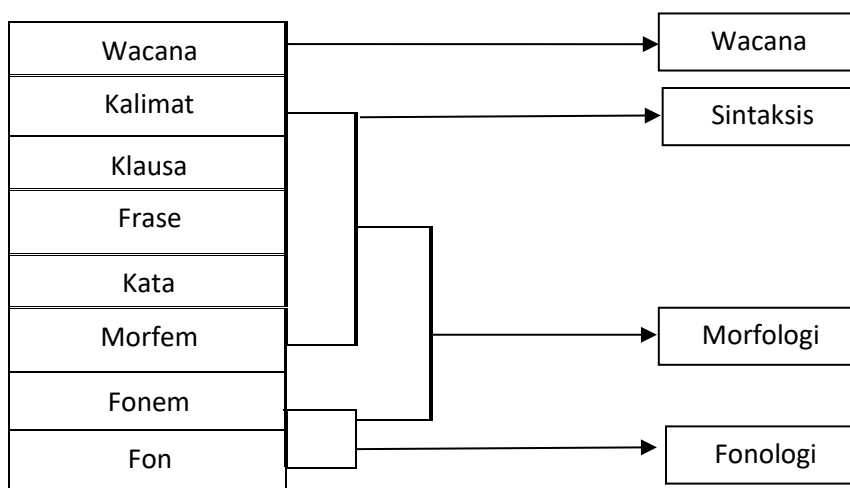 Wacana
Kalimat
Klausa
Frase
Kata
Morfem
Fonem
Fon
Wacana
Sintaksis
Morfologi
Fonologi